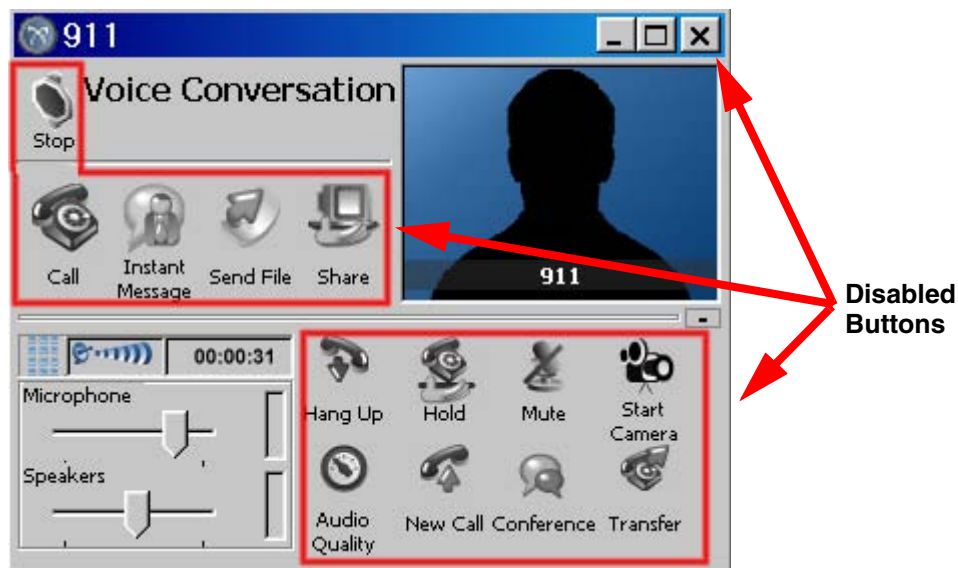 911
Voice Conversation
Stop
Call
Instant
Message
Send File
Share
911
Disabled
Buttons
00:00:31
Microphone
Speakers
Hang Up
Hold
Mute
Start
Camera
Audio
Quality
New Call
Conference
Transfer